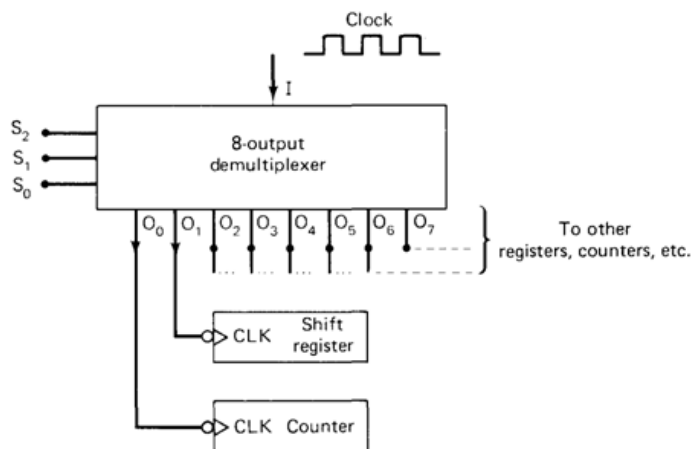 Clock
I
S2
S1
S0
8-output
demultiplexer
O0 O1 O2 O3 O4 O5 O6 O7
To other
registers, counters, etc.
CLK Shift
register
CLK Counter